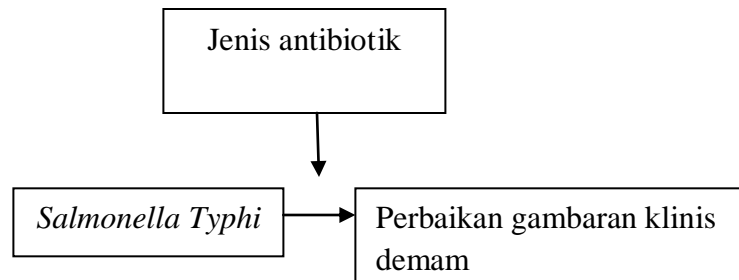 Jenis antibiotik
Salmonella Typhi
Perbaikan gambaran klinis
demam